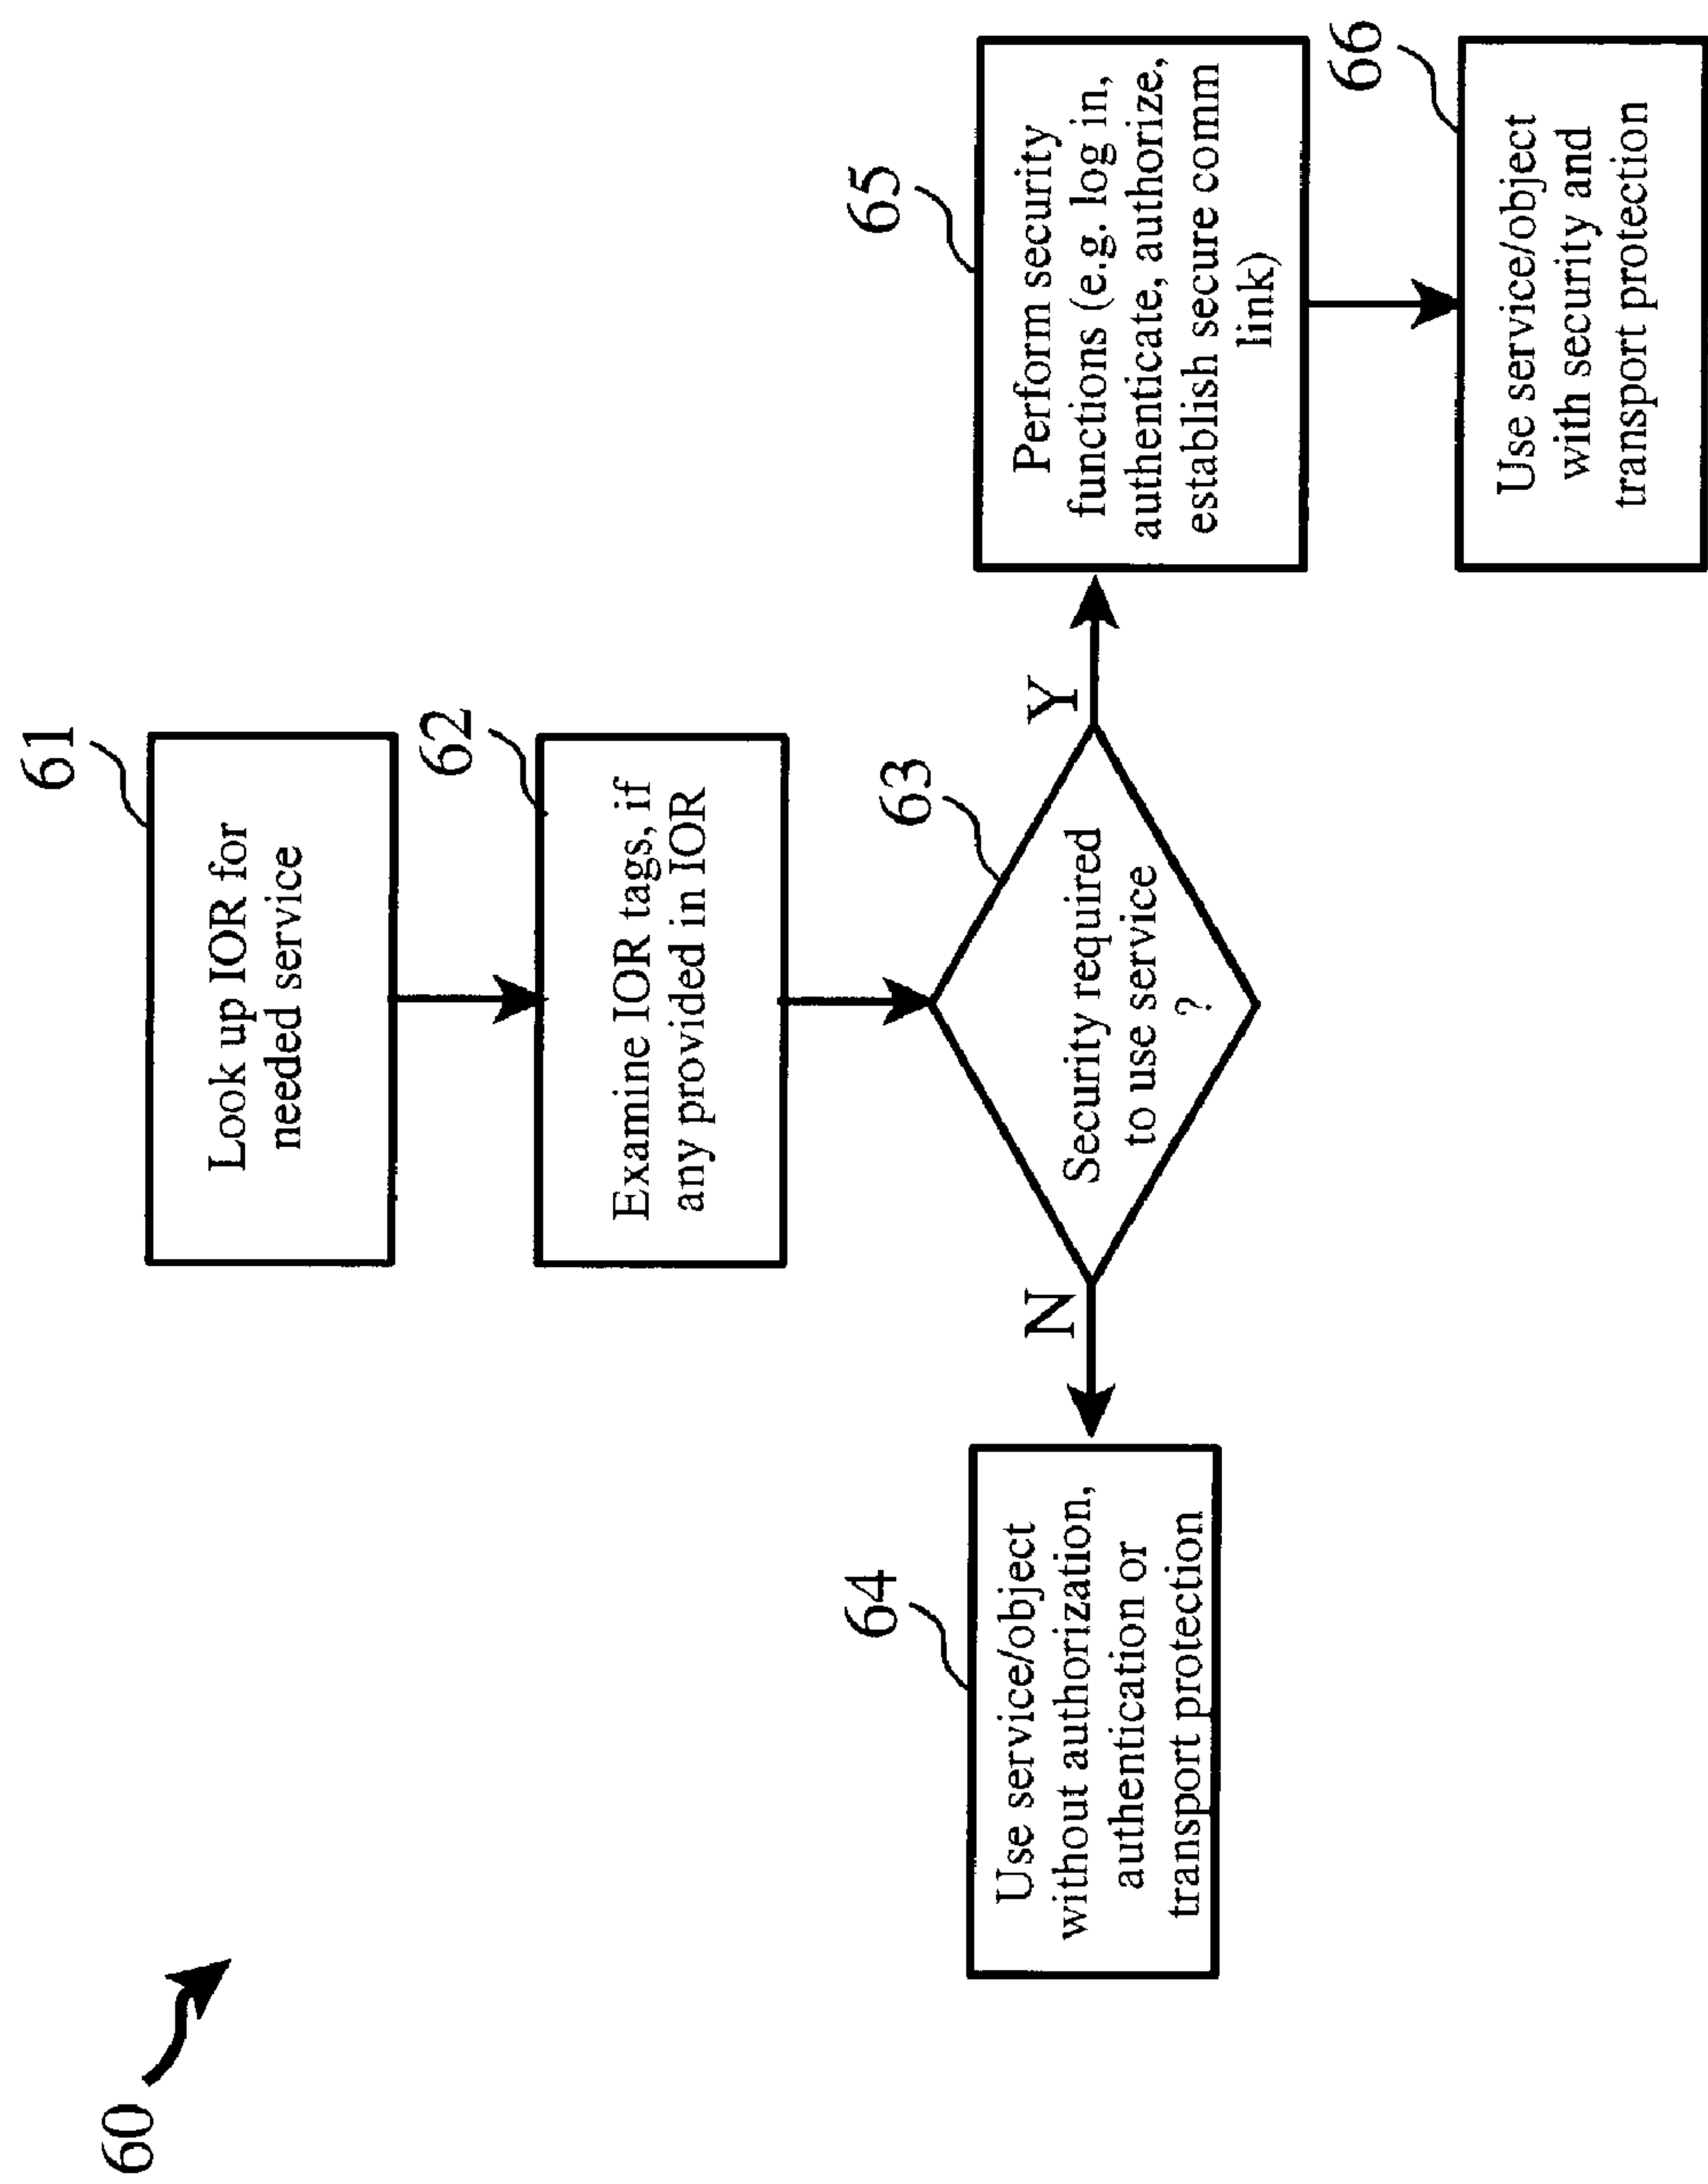 60
61
Look up IOR for
needed service
62
Examine IOR tags, if
any provided in IOR
63
Security required
to use service
?
N
Y
64
Use service/object
without authorization,
authentication or
transport protection
65
Perform security
functions (e.g. log in,
authenticate, authorize,
establish secure comm
link)
66
Use service/object
with security and
transport protection